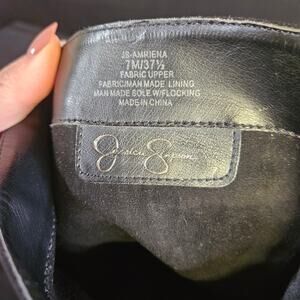 JS-AMRIENA
7M/37½
FABRIC UPPER
FABRIC/MAN MADE LINING
MAN MADE SOLE W/FLOCKING
MADE IN CHINA
Jessica Simpson